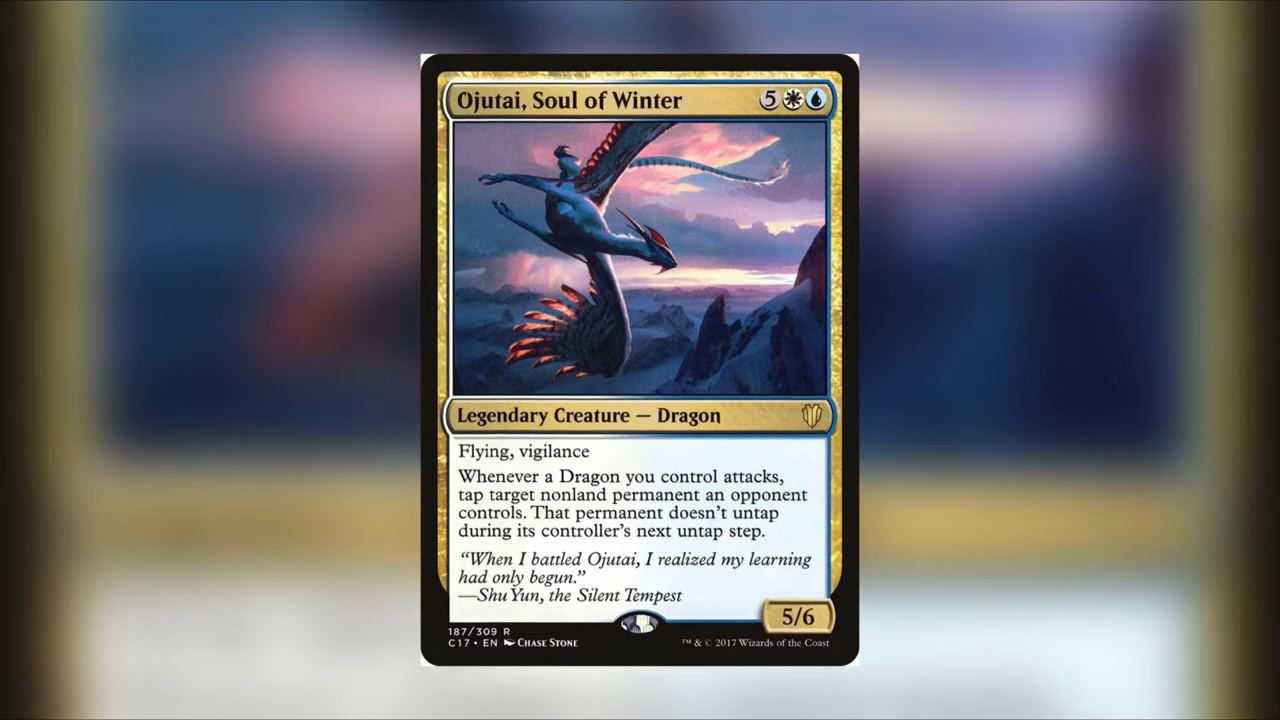 Ojutai, Soul of Winter 5
Legendary Creature — Dragon
Flying, vigilance
Whenever a Dragon you control attacks,
tap target nonland permanent an opponent
controls. That permanent doesn't untap
during its controller's next untap step.
“When I battled Ojutai, I realized my learning
had only begun.”
—Shu Yun, the Silent Tempest
5/6
187/309 R
C17 • EN CHASE STONE
™ & © 2017 Wizards of the Coast